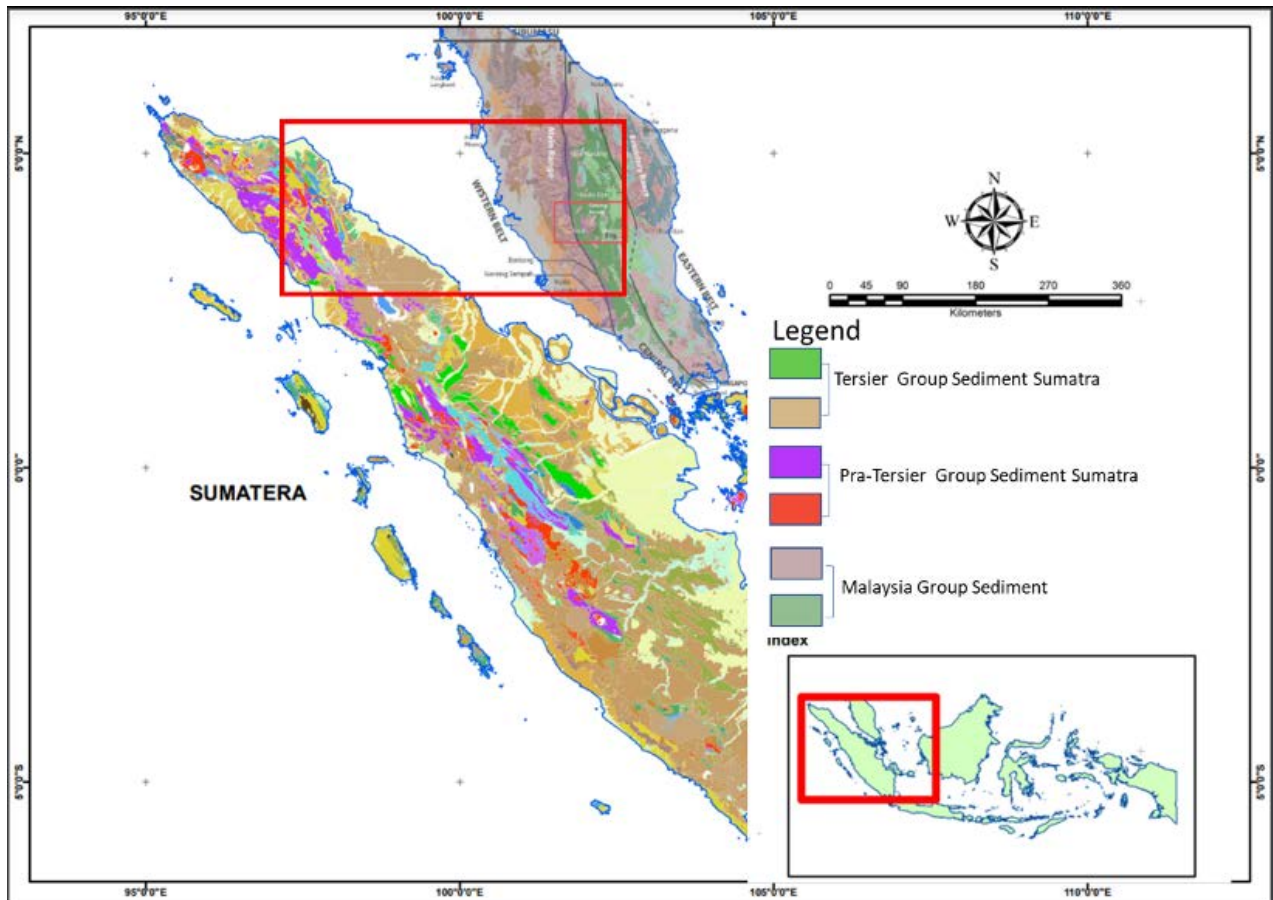 95°0'0"E 100°0'0"E 105°0'0"E 110°0'0"E
5°0'0"N
0°0'0"
5°0'0"S
WESTERN BELT
EASTERN BELT
CENTRAL BELT
Bentong
SUMATERA
N
W E
S
0 45 90 180 270 360
Kilometers
Legend
Tersier Group Sediment Sumatra
Pra-Tersier Group Sediment Sumatra
Malaysia Group Sediment
Index
5°0'0"N
0°0'0"
5°0'0"S
95°0'0"E 100°0'0"E 105°0'0"E 110°0'0"E